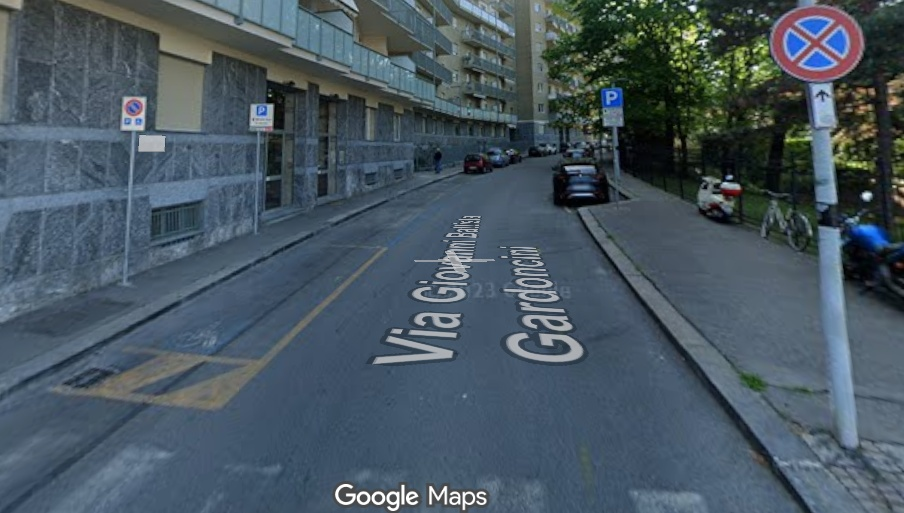 P
P
Via Giovanni Battista
Gardoncini
Google Maps